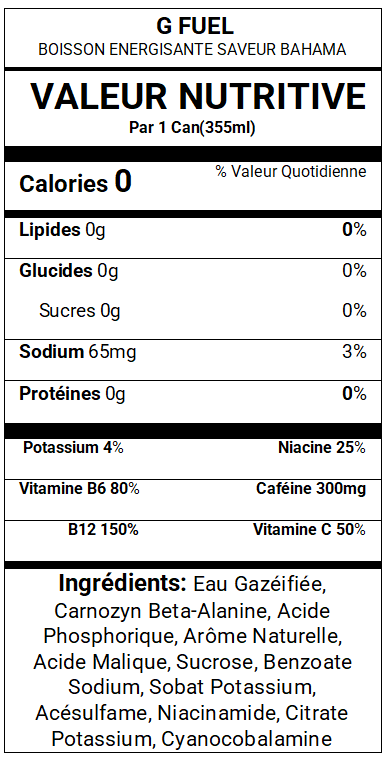 G FUEL
BOISSON ENERGISANTE SAVEUR BAHAMA
VALEUR NUTRITIVE
Par 1 Can(355ml)
Calories 0
% Valeur Quotidienne
Lipides 0g 0%
Glucides 0g 0%
Sucres 0g 0%
Sodium 65mg 3%
Protéines 0g 0%
Potassium 4% Niacine 25%
Vitamine B6 80% Caféine 300mg
B12 150% Vitamine C 50%
Ingrédients: Eau Gazéifiée,
Carnozyn Beta-Alanine, Acide
Phosphorique, Arôme Naturelle,
Acide Malique, Sucrose, Benzoate
Sodium, Sobat Potassium,
Acésulfame, Niacinamide, Citrate
Potassium, Cyanocobalamine